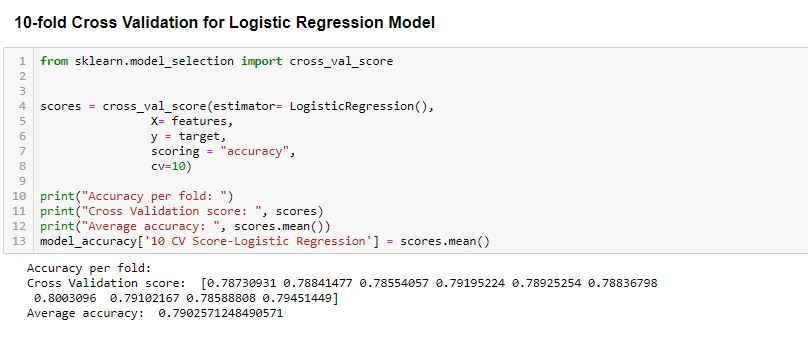 10-fold Cross Validation for Logistic Regression Model
1 from sklearn.model_selection import cross_val_score
2
3
4 scores = cross_val_score(estimator= LogisticRegression(),
5 X= features,
6 y = target,
7 scoring = "accuracy",
8 cv=10)
9
10 print("Accuracy per fold: ")
11 print("Cross Validation score: ", scores)
12 print("Average accuracy: ", scores.mean())
13 model_accuracy['10 CV Score-Logistic Regression'] = scores.mean()
Accuracy per fold:
Cross Validation score:  [0.78730931 0.78841477 0.78554057 0.79195224 0.78925254 0.78836798
0.8003096  0.79102167 0.78588808 0.79451449]
Average accuracy:  0.7902571248490571